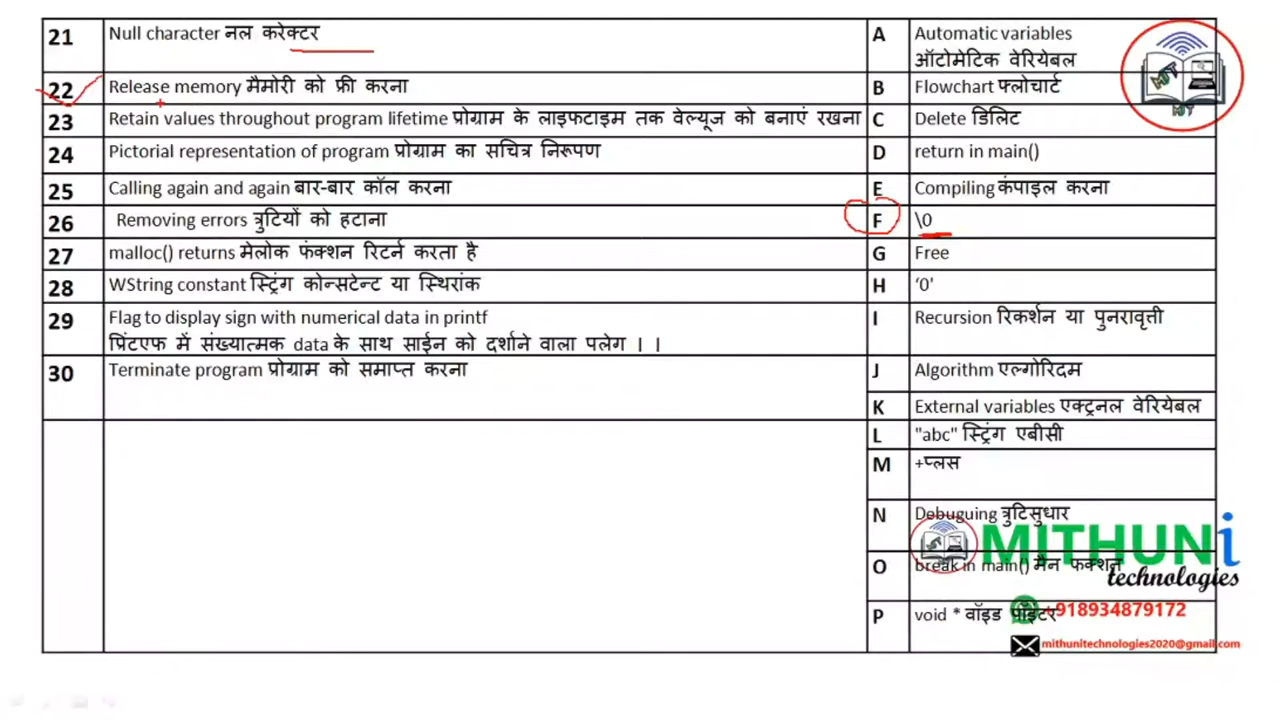 21 Null character नल करेक्टर A Automatic variables
ऑटोमेटिक वेरियेबल
22 Release memory मैमोरी को फ्री करना B Flowchart फ्लोचार्ट
23 Retain values throughout program lifetime प्रोग्राम के लाइफटाइम तक वेल्यूज को बनाएं रखना C Delete डिलिट
24 Pictorial representation of program प्रोग्राम का सचित्र निरूपण D return in main()
25 Calling again and again बार-बार कॉल करना E Compiling कंपाइल करना
26 Removing errors त्रुटियों को हटाना F \0
27 malloc() returns मेलोक फंक्शन रिटर्न करता है G Free
28 WString constant स्ट्रिंग कोन्सटेन्ट या स्थिरांक H ‘0'
29 Flag to display sign with numerical data in printf I Recursion रिकर्शन या पुनरावृत्ती
प्रिंटएफ में संख्यात्मक data के साथ साईन को दर्शाने वाला पलेग । ।
30 Terminate program प्रोग्राम को समाप्त करना J Algorithm एल्गोरिदम
K External variables एक्ट्रनल वेरियेबल
L "abc" स्ट्रिंग एबीसी
M +प्लस
N Debuguing त्रुटिसुधार
MITHUNi
O break in main() मैन फक्शन
technologies
P void * वॉइड पॉइंटर
+918934879172
mithunitechnologies2020@gmail.com